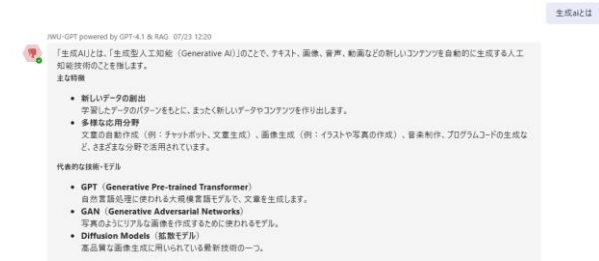 生成aiとは
JWU-GPT powered by GPT-4.1 & RAG 07/23 12:20
「生成AI」とは、「生成型人工知能（Generative AI）」のことで、テキスト、画像、音声、動画などの新しいコンテンツを自動的に生成する人工
知能技術のことを指します。
主な特徴
• 新しいデータの創出
学習したデータのパターンをもとに、まったく新しいデータやコンテンツを作り出します。
• 多様な応用分野
文章の自動作成（例：チャットボット、文章生成）、画像生成（例：イラストや写真の作成）、音楽制作、プログラムコードの生成な
ど、さまざまな分野で活用されています。
代表的な技術・モデル
• GPT（Generative Pre-trained Transformer）
自然言語処理に使われる大規模言語モデルで、文章を生成します。
• GAN（Generative Adversarial Networks）
写真のようにリアルな画像を作成するために使われるモデル。
• Diffusion Models（拡散モデル）
高品質な画像生成に用いられている最新技術の一つ。